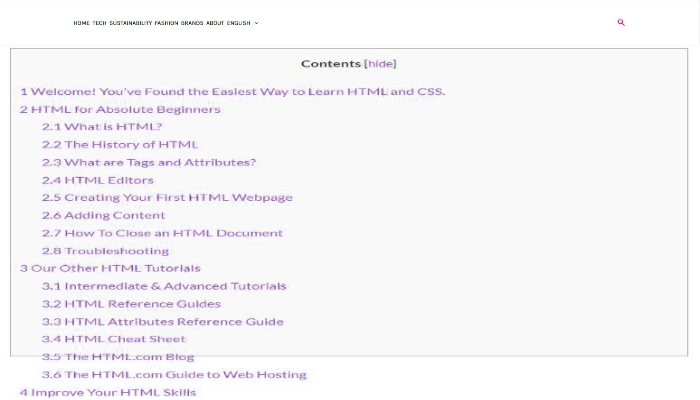 HOME TECH SUSTAINABILITY FASHION BRANDS ABOUT ENGLISH
Contents [hide]
1 Welcome! You've Found the Easiest Way to Learn HTML and CSS.
2 HTML for Absolute Beginners
2.1 What is HTML?
2.2 The History of HTML
2.3 What are Tags and Attributes?
2.4 HTML Editors
2.5 Creating Your First HTML Webpage
2.6 Adding Content
2.7 How To Close an HTML Document
2.8 Troubleshooting
3 Our Other HTML Tutorials
3.1 Intermediate & Advanced Tutorials
3.2 HTML Reference Guides
3.3 HTML Attributes Reference Guide
3.4 HTML Cheat Sheet
3.5 The HTML.com Blog
3.6 The HTML.com Guide to Web Hosting
4 Improve Your HTML Skills